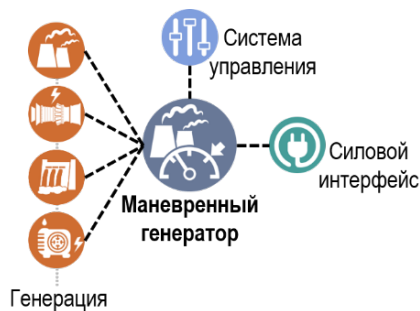 Система
управления
Силовой
интерфейс
Маневренный
генератор
Генерация